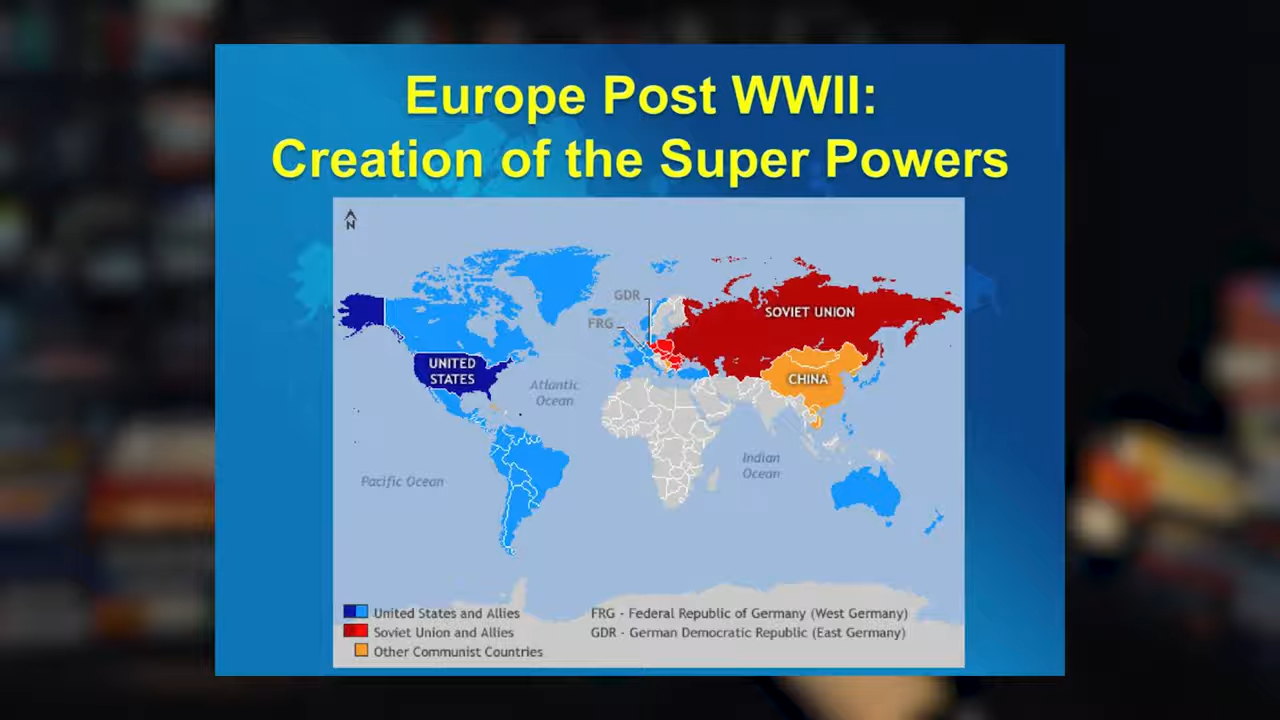 Europe Post WWII:
Creation of the Super Powers
N
GDR
FRG
SOVIET UNION
UNITED
STATES
CHINA
Atlantic
Ocean
Indian
Ocean
Pacific Ocean
United States and Allies
Soviet Union and Allies
Other Communist Countries
FRG - Federal Republic of Germany (West Germany)
GDR - German Democratic Republic (East Germany)